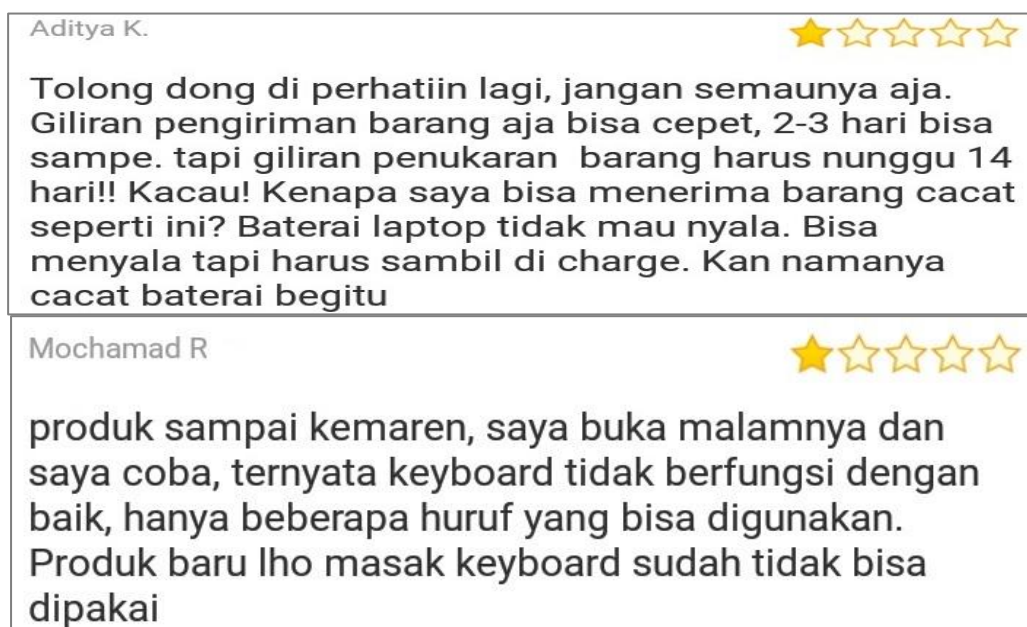 Aditya K.
Tolong dong di perhatiin lagi, jangan semaunya aja.
Giliran pengiriman barang aja bisa cepet, 2-3 hari bisa
sampe. tapi giliran penukaran  barang harus nunggu 14
hari!! Kacau! Kenapa saya bisa menerima barang cacat
seperti ini? Baterai laptop tidak mau nyala. Bisa
menyala tapi harus sambil di charge. Kan namanya
cacat baterai begitu
Mochamad R
produk sampai kemaren, saya buka malamnya dan
saya coba, ternyata keyboard tidak berfungsi dengan
baik, hanya beberapa huruf yang bisa digunakan.
Produk baru lho masak keyboard sudah tidak bisa
dipakai